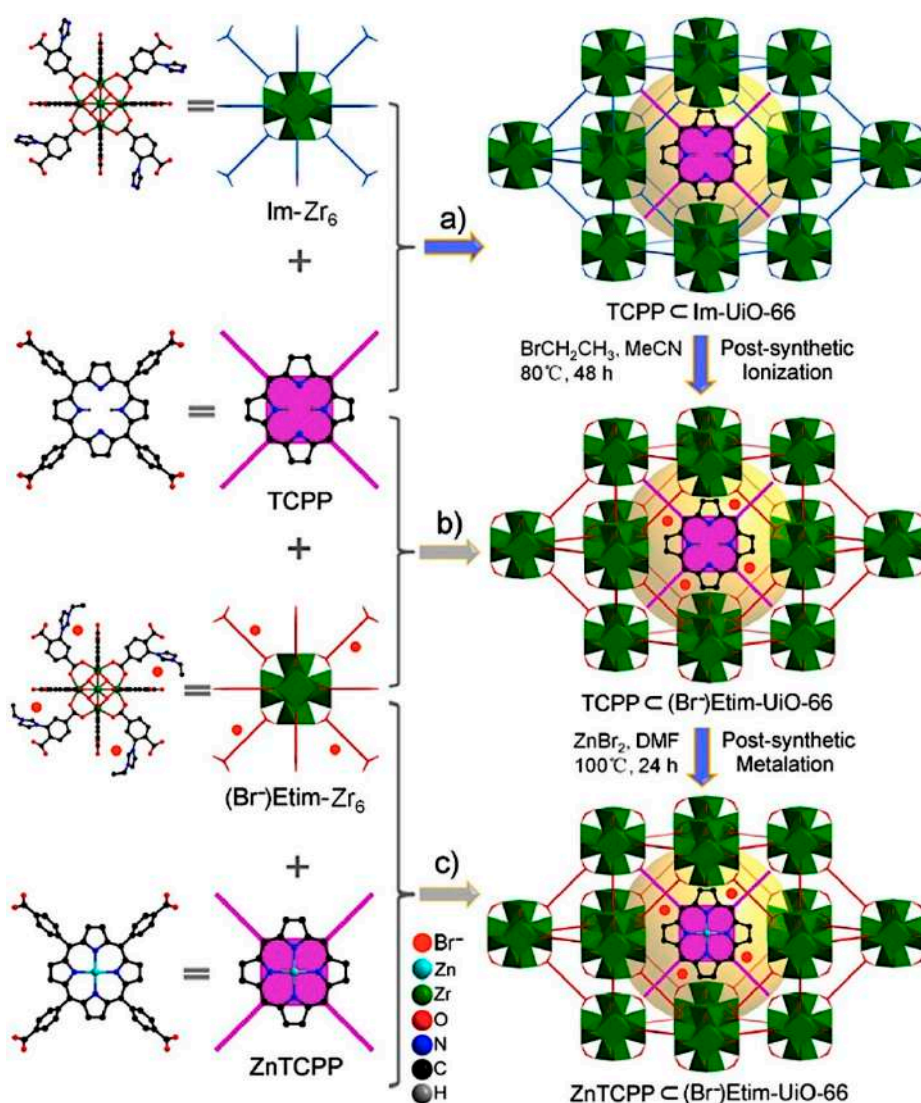 Im-Zr₆
+
a)
TCPP ⊂ Im-UiO-66
BrCH₂CH₃, MeCN
80℃, 48 h
Post-synthetic
Ionization
=
TCPP
+
b)
TCPP ⊂ (Br⁻)Etim-UiO-66
=
(Br⁻)Etim-Zr₆
ZnBr₂, DMF
100℃, 24 h
Post-synthetic
Metalation
+
c)
=
ZnTCPP
Br⁻
Zn
Zr
O
N
C
H
ZnTCPP ⊂ (Br⁻)Etim-UiO-66